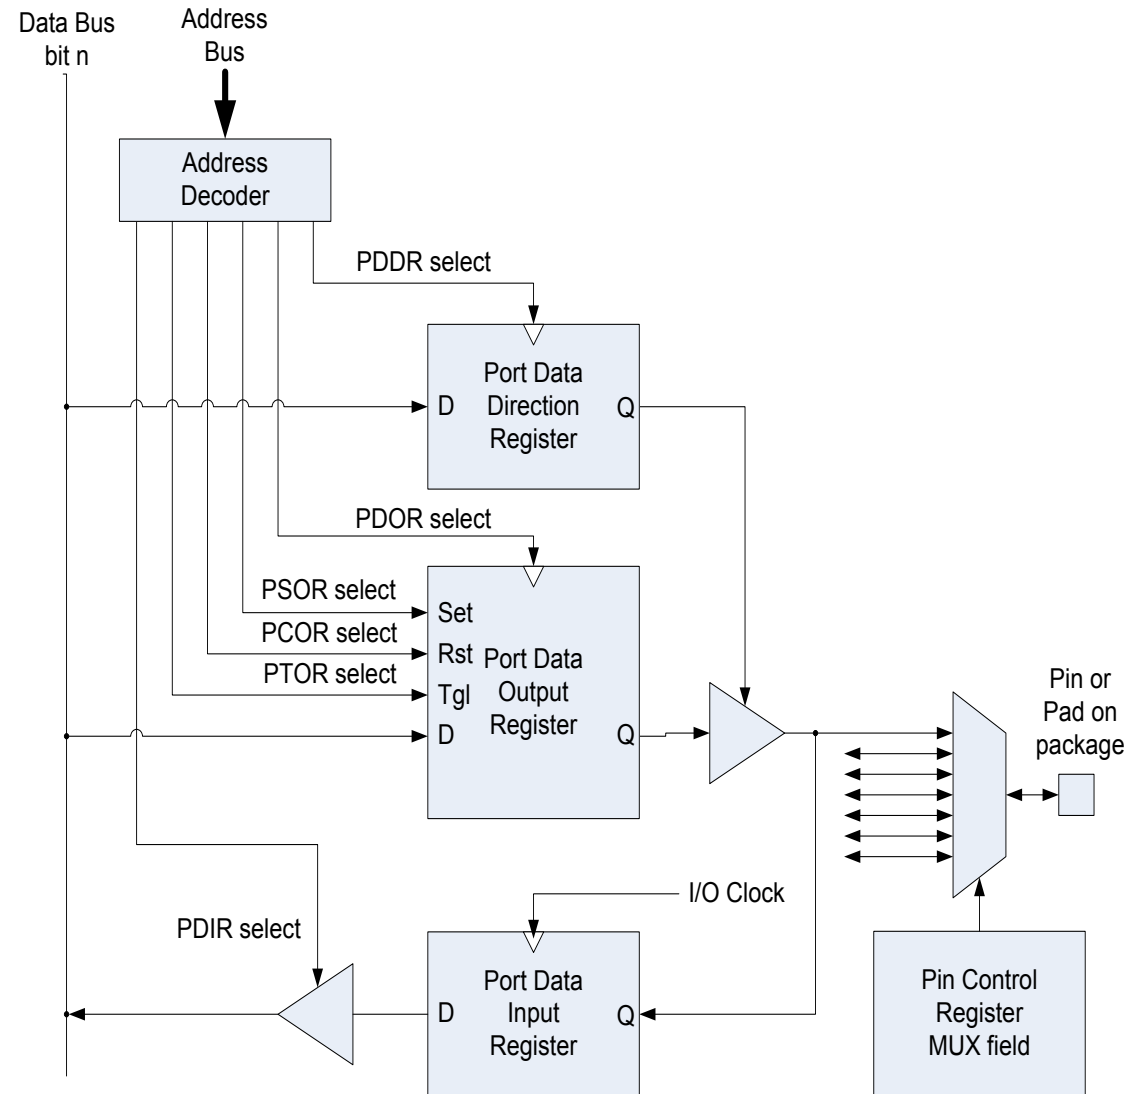 Data Bus
bit n
Address
Bus
Address
Decoder
PDDR select
Port Data
D Direction Q
Register
PDOR select
PSOR select
Set
PCOR select
Rst Port Data
PTOR select
Tgl Output
Register
D Q
Pin or
Pad on
package
I/O Clock
PDIR select
Port Data
D Input Q
Register
Pin Control
Register
MUX field